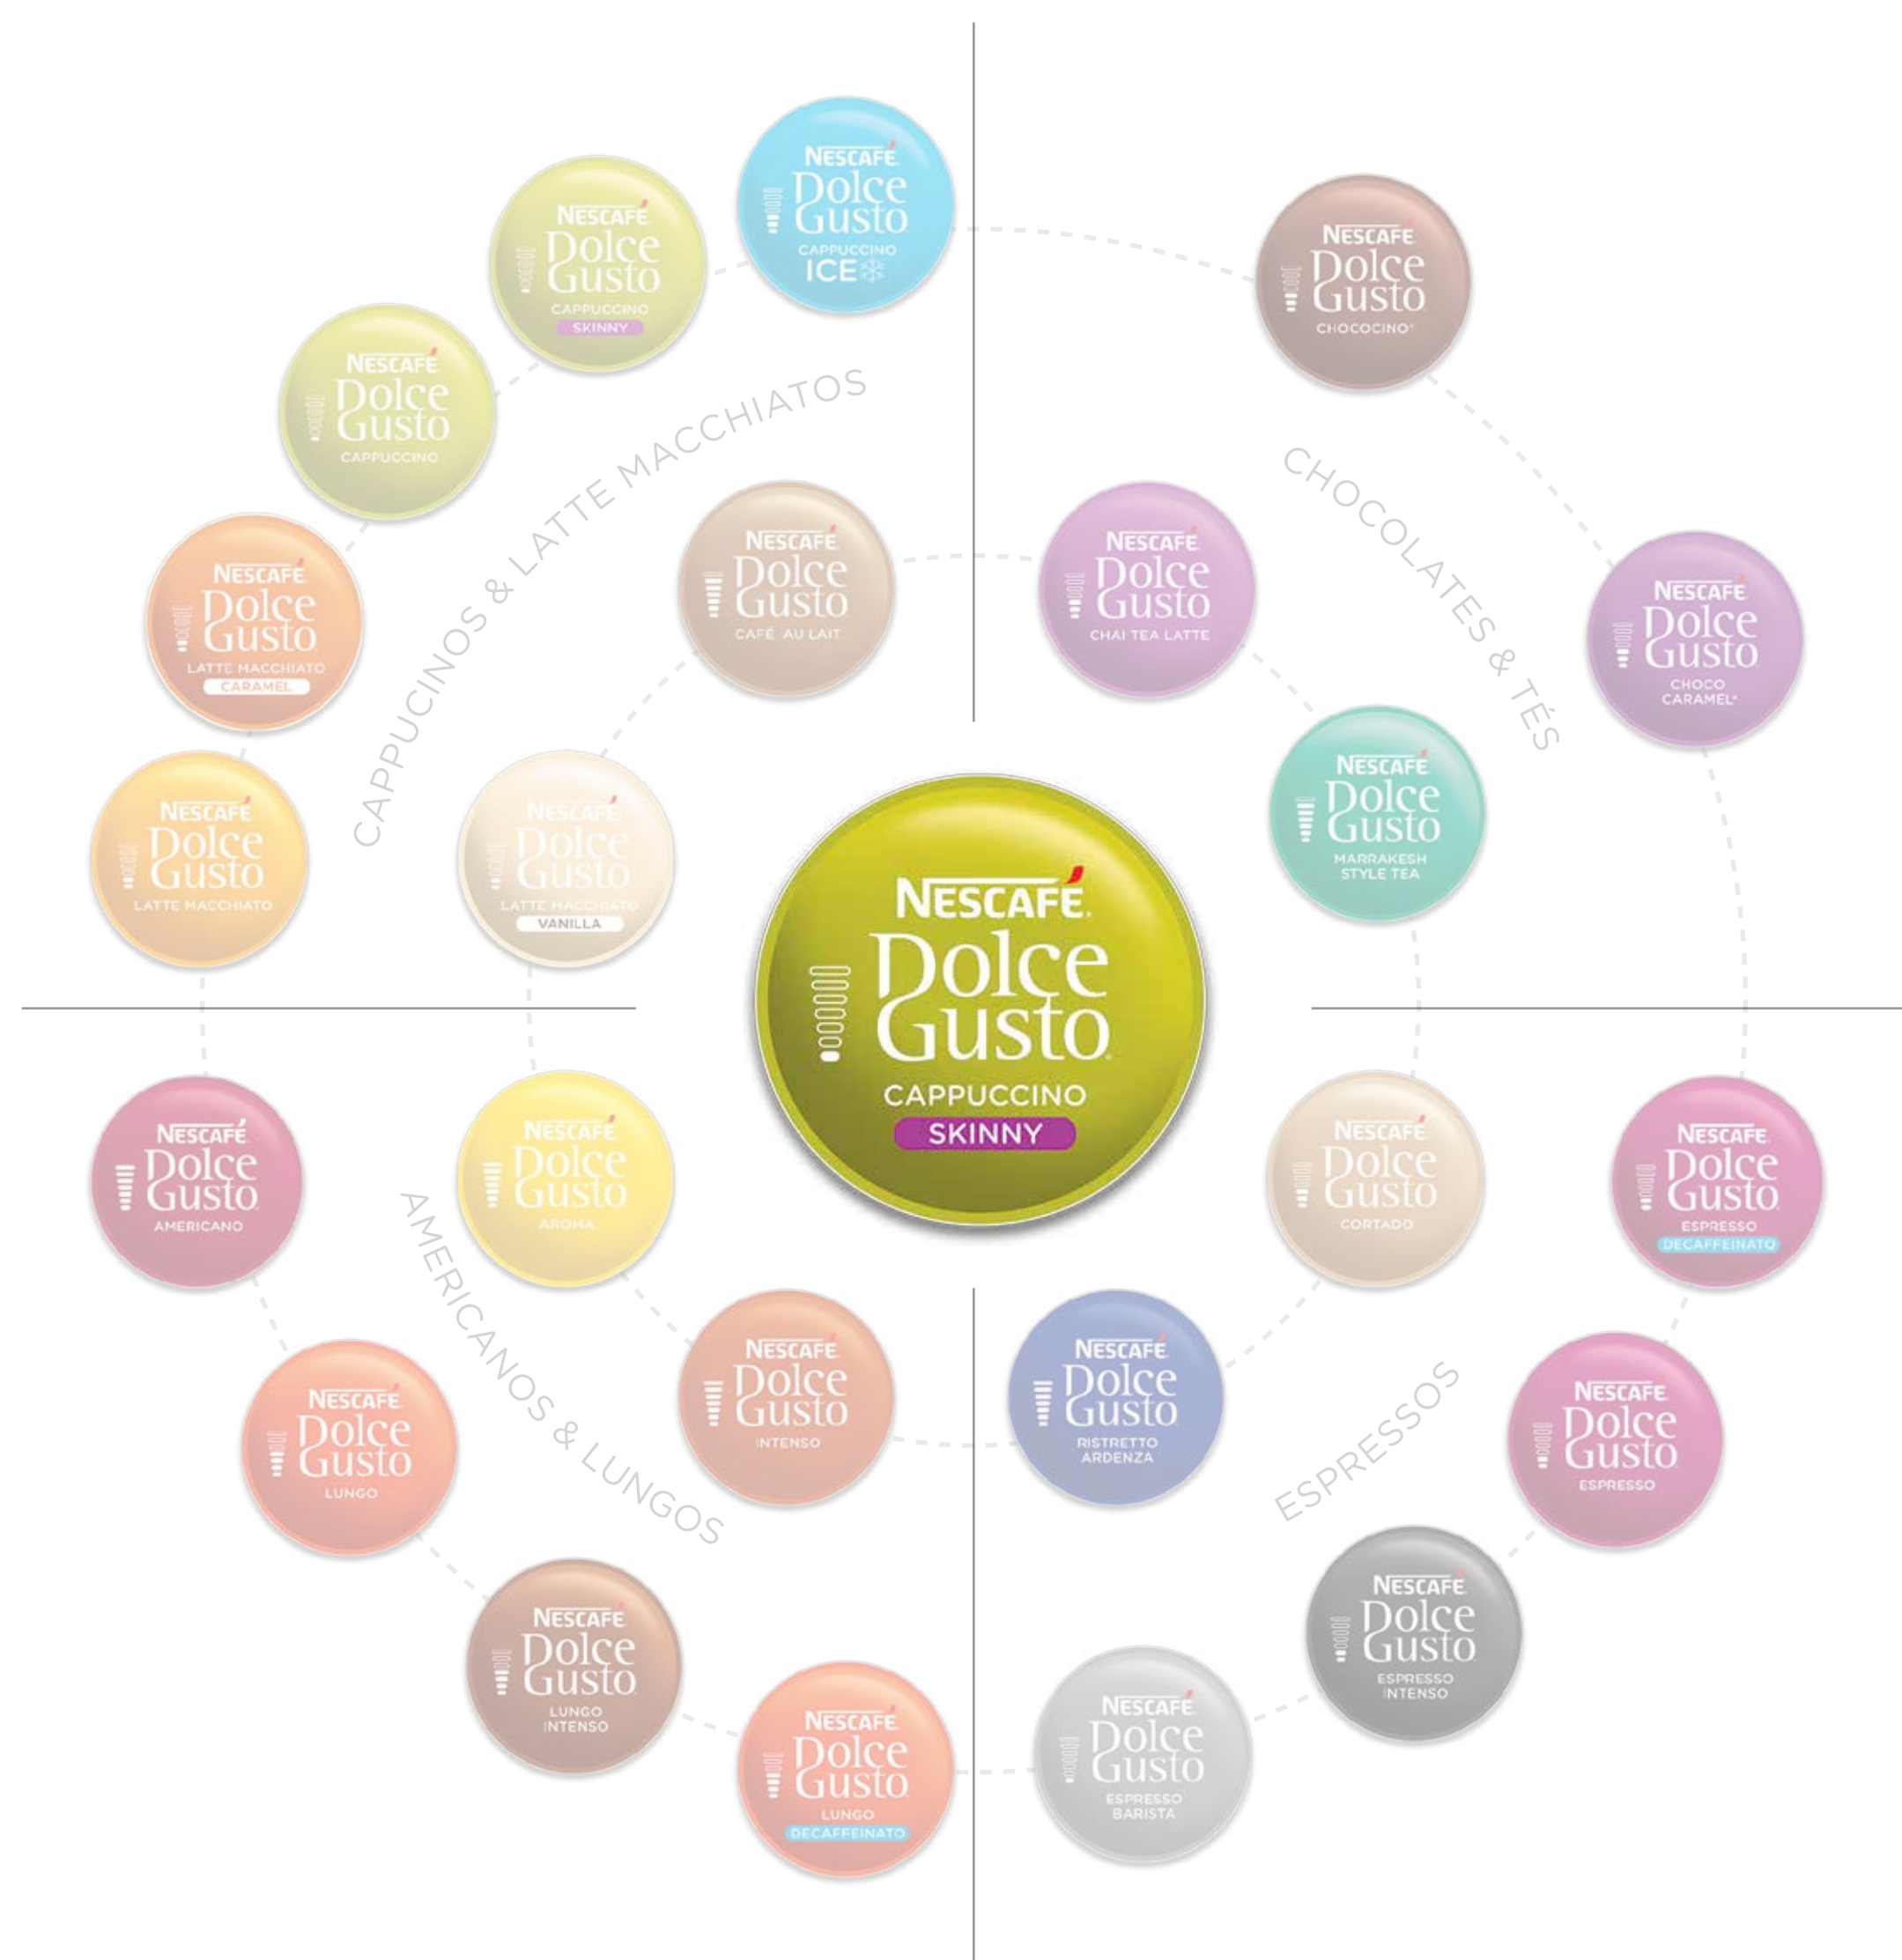 NESCAFÉ
Dolce
Gusto
CAPPUCCINO
ICE
NESCAFÉ
Dolce
Gusto
CAPPUCCINO
SKINNY
NESCAFÉ
Dolce
Gusto
CAPPUCCINO
NESCAFÉ
Dolce
Gusto
LATTE MACCHIATO
CARAMEL
NESCAFÉ
Dolce
Gusto
LATTE MACCHIATO
CAPPUCINOS & LATTE MACCHIATOS
NESCAFÉ
Dolce
Gusto
CAFÉ AU LAIT
NESCAFÉ
Dolce
Gusto
LATTE MACCHIATO
VANILLA
NESCAFÉ
Dolce
Gusto
CHOCOCINO*
NESCAFÉ
Dolce
Gusto
CHOCO
CARAMEL*
CHOCOLATES & TÉS
NESCAFÉ
Dolce
Gusto
CHAI TEA LATTE
NESCAFÉ
Dolce
Gusto
MARRAKESH
STYLE TEA
NESCAFÉ
Dolce
Gusto
CAPPUCCINO
SKINNY
NESCAFÉ
Dolce
Gusto
AMERICANO
NESCAFÉ
Dolce
Gusto
AROMA
NESCAFÉ
Dolce
Gusto
INTENSO
AMERICANOS & LUNGOS
NESCAFÉ
Dolce
Gusto
LUNGO
NESCAFÉ
Dolce
Gusto
LUNGO
INTENSO
NESCAFÉ
Dolce
Gusto
LUNGO
DECAFFEINATO
NESCAFÉ
Dolce
Gusto
CORTADO
NESCAFÉ
Dolce
Gusto
ESPRESSO
DECAFFEINATO
NESCAFÉ
Dolce
Gusto
RISTRETTO
ARDENZA
ESPRESSOS
NESCAFÉ
Dolce
Gusto
ESPRESSO
NESCAFÉ
Dolce
Gusto
ESPRESSO
INTENSO
NESCAFÉ
Dolce
Gusto
ESPRESSO
BARISTA